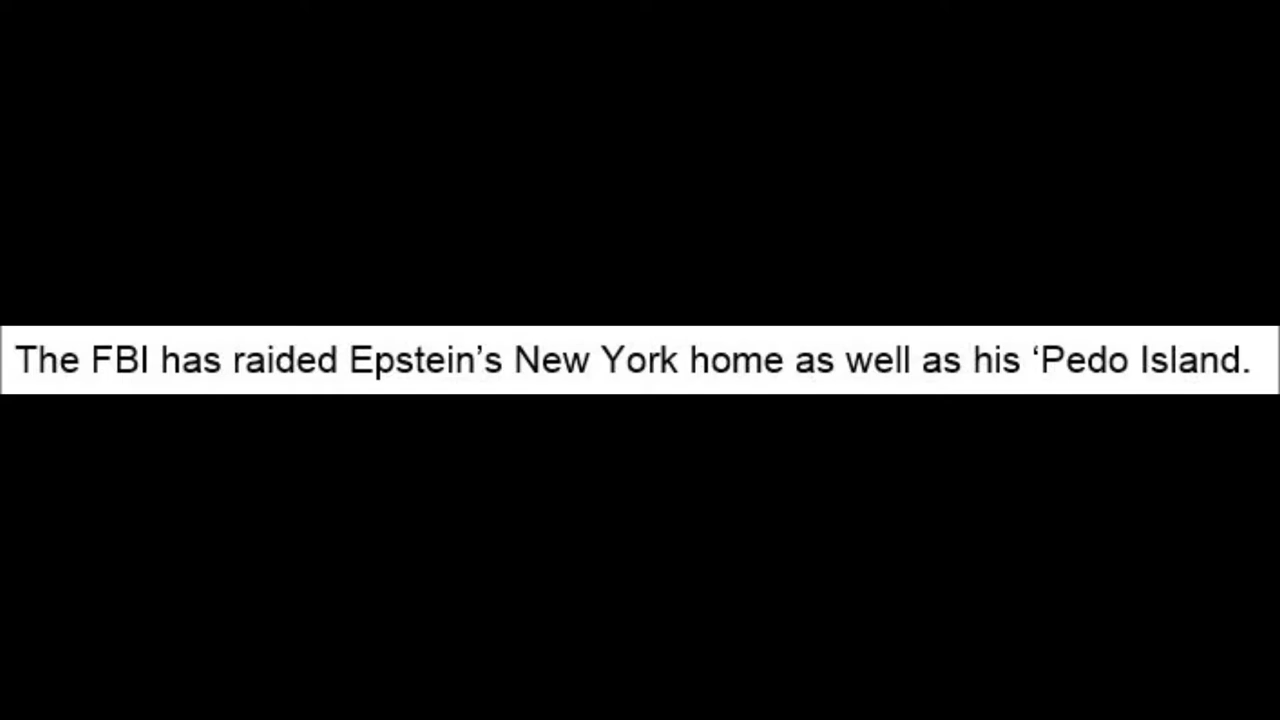 The FBI has raided Epstein’s New York home as well as his ‘Pedo Island.